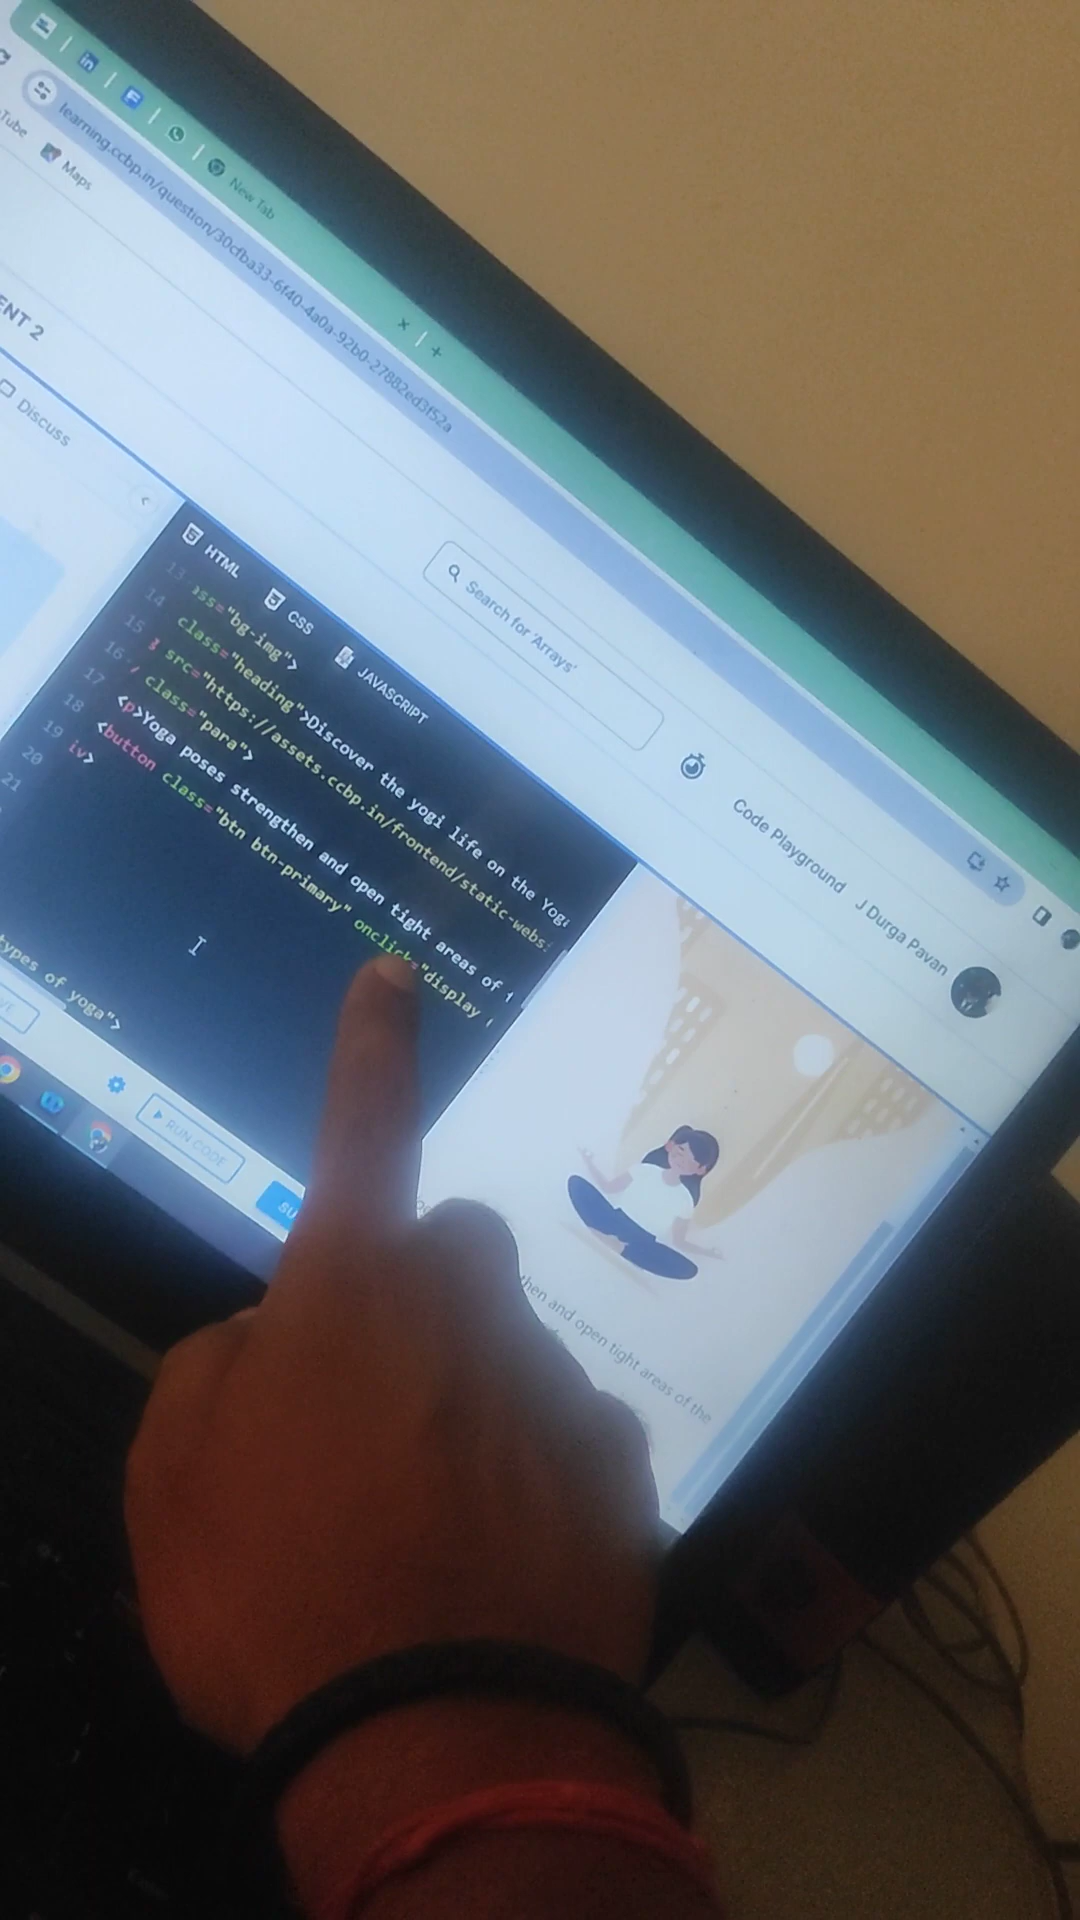 New Tab
learning.ccbp.in/question/30cfba33-6f40-4a0a-92b0-27882ed3f52a
Tube
Maps
ENT 2
Discuss
Search for 'Arrays'
Code Playground
J Durga Pavan
HTML
CSS
JAVASCRIPT
13
14 ass="bg-img">
15 class="heading">Discover the yogi life on the Yoga
16 src="https://assets.ccbp.in/frontend/static-webs
17 / class="para">
18 <p>Yoga poses strengthen and open tight areas of
19 <button class="btn btn-primary" onclick="display
20 iv>
21
types of yoga">
VE
RUN CODE
SU
then and open tight areas of the